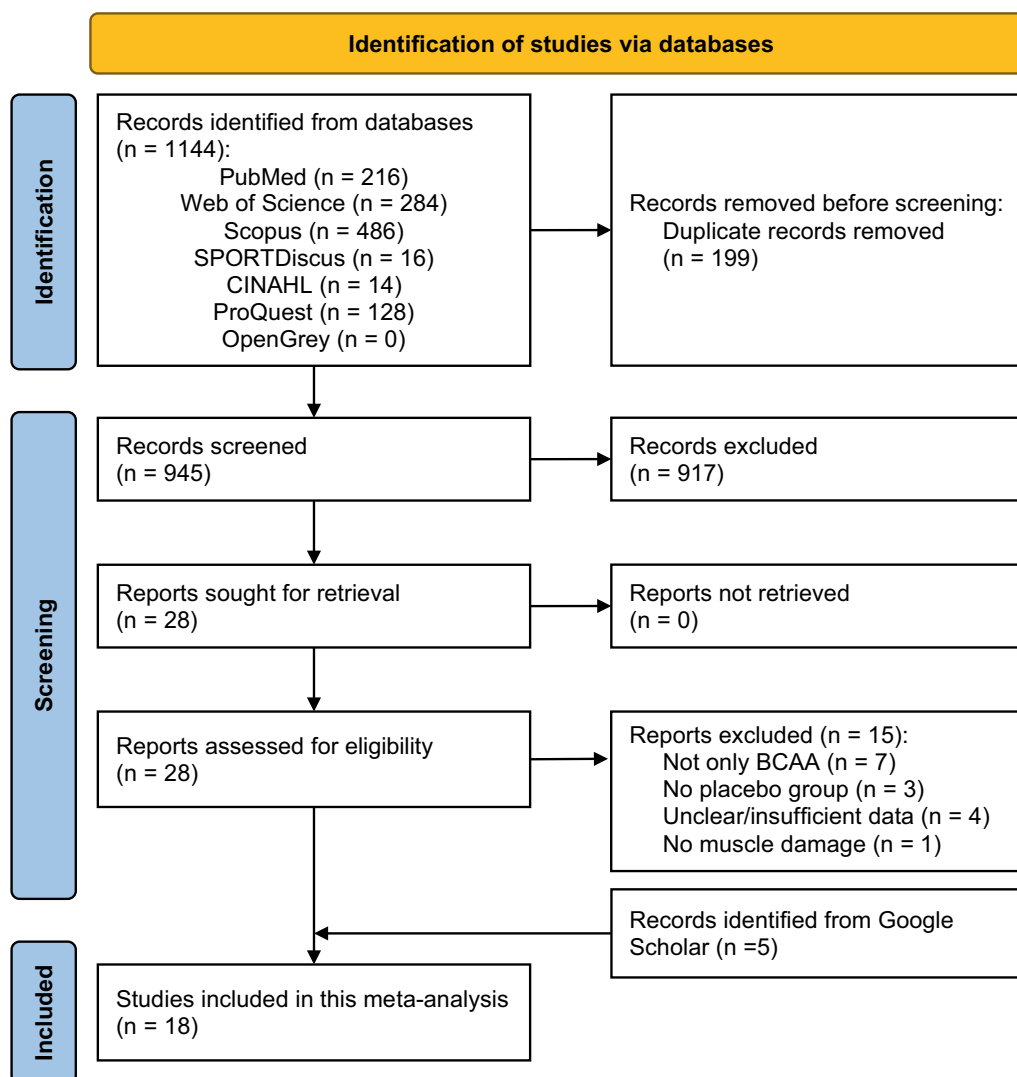 Identification of studies via databases
Identification
Records identified from databases
(n = 1144):
PubMed (n = 216)
Web of Science (n = 284)
Scopus (n = 486)
SPORTDiscus (n = 16)
CINAHL (n = 14)
ProQuest (n = 128)
OpenGrey (n = 0)
Records removed before screening:
Duplicate records removed
(n = 199)
Screening
Records screened
(n = 945)
Records excluded
(n = 917)
Reports sought for retrieval
(n = 28)
Reports not retrieved
(n = 0)
Reports assessed for eligibility
(n = 28)
Reports excluded (n = 15):
Not only BCAA (n = 7)
No placebo group (n = 3)
Unclear/insufficient data (n = 4)
No muscle damage (n = 1)
Records identified from Google
Scholar (n =5)
Included
Studies included in this meta-analysis
(n = 18)